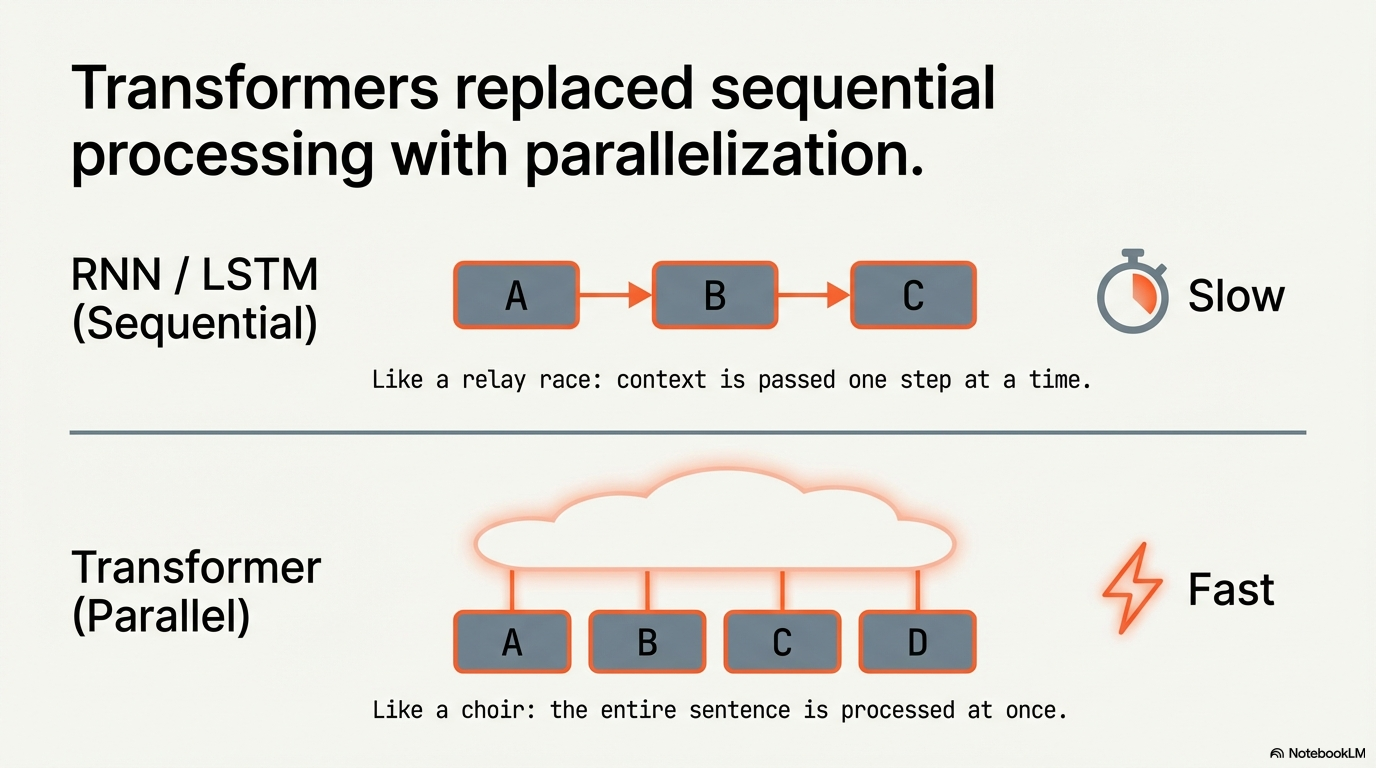 Transformers replaced sequential
processing with parallelization.
RNN / LSTM
(Sequential)
A
B
C
Slow
Like a relay race: context is passed one step at a time.
Transformer
(Parallel)
A
B
C
D
Fast
Like a choir: the entire sentence is processed at once.
NotebookLM